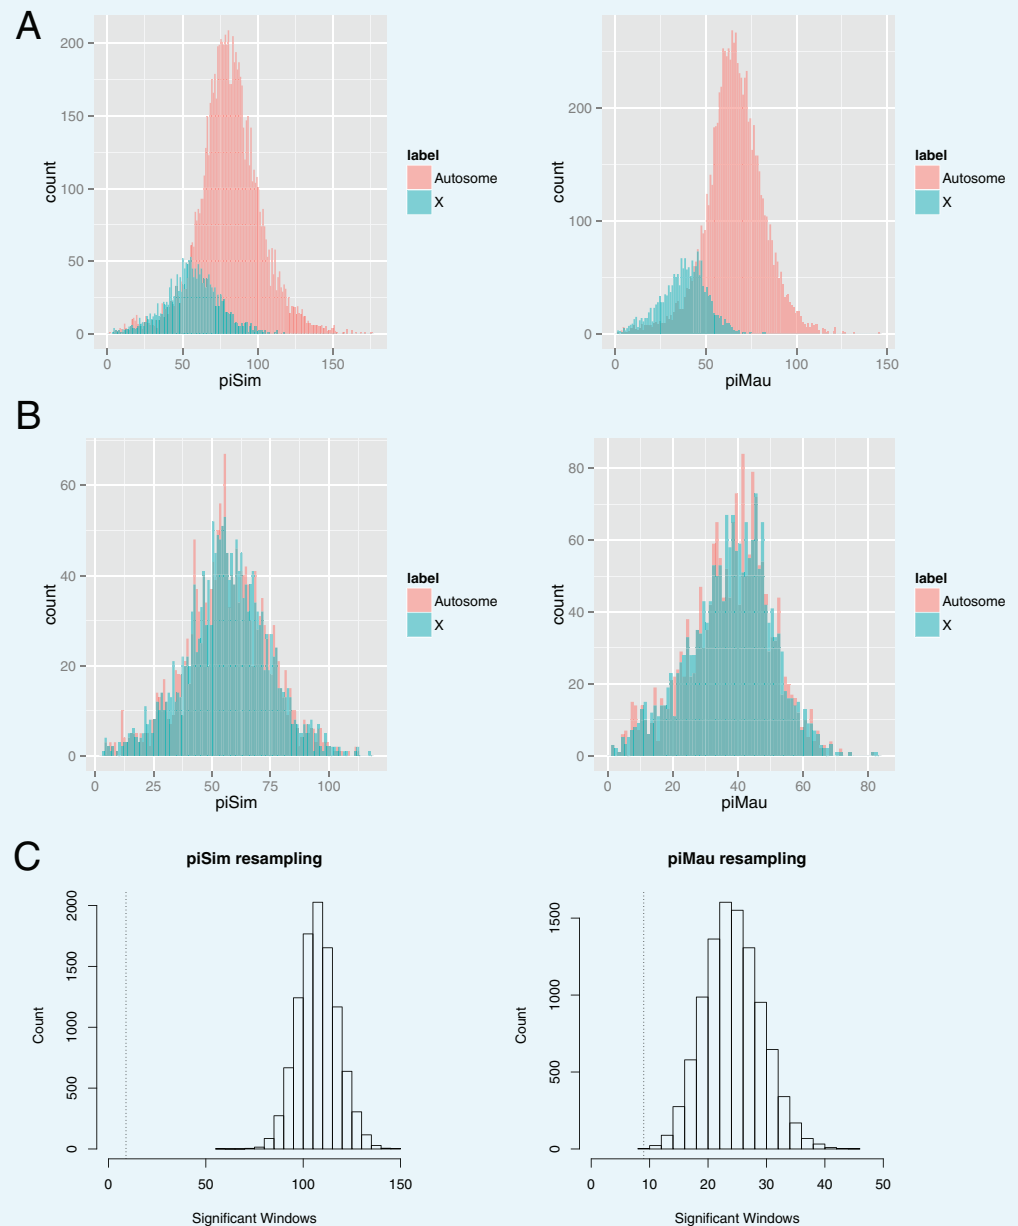 A
count
200
150
100
50
0
0 50 100 150
piSim
label
Autosome
X
count
200
100
0
0 50 100 150
piMau
label
Autosome
X
B
count
60
40
20
0
0 25 50 75 100
piSim
label
Autosome
X
count
80
60
40
20
0
0 20 40 60 80
piMau
label
Autosome
X
C
piSim resampling
Count
2000
1500
1000
500
0
0 50 100 150
Significant Windows
piMau resampling
Count
1500
1000
500
0
0 10 20 30 40 50
Significant Windows